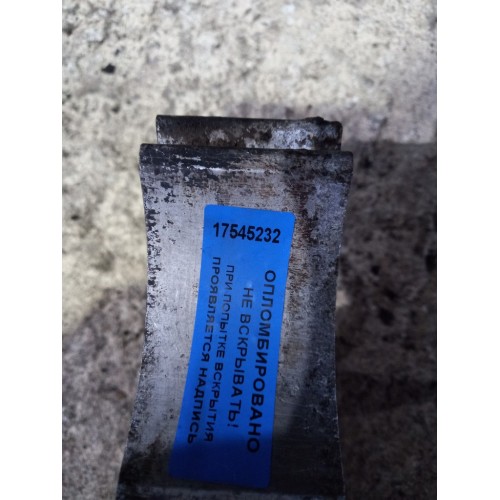 17545232
ОПЛОМБИРОВАНО
НЕ ВСКРЫВАТЬ!
ПРИ ПОПЫТКЕ ВСКРЫТИЯ
ПРОЯВЛЯЕТСЯ НАДПИСЬ